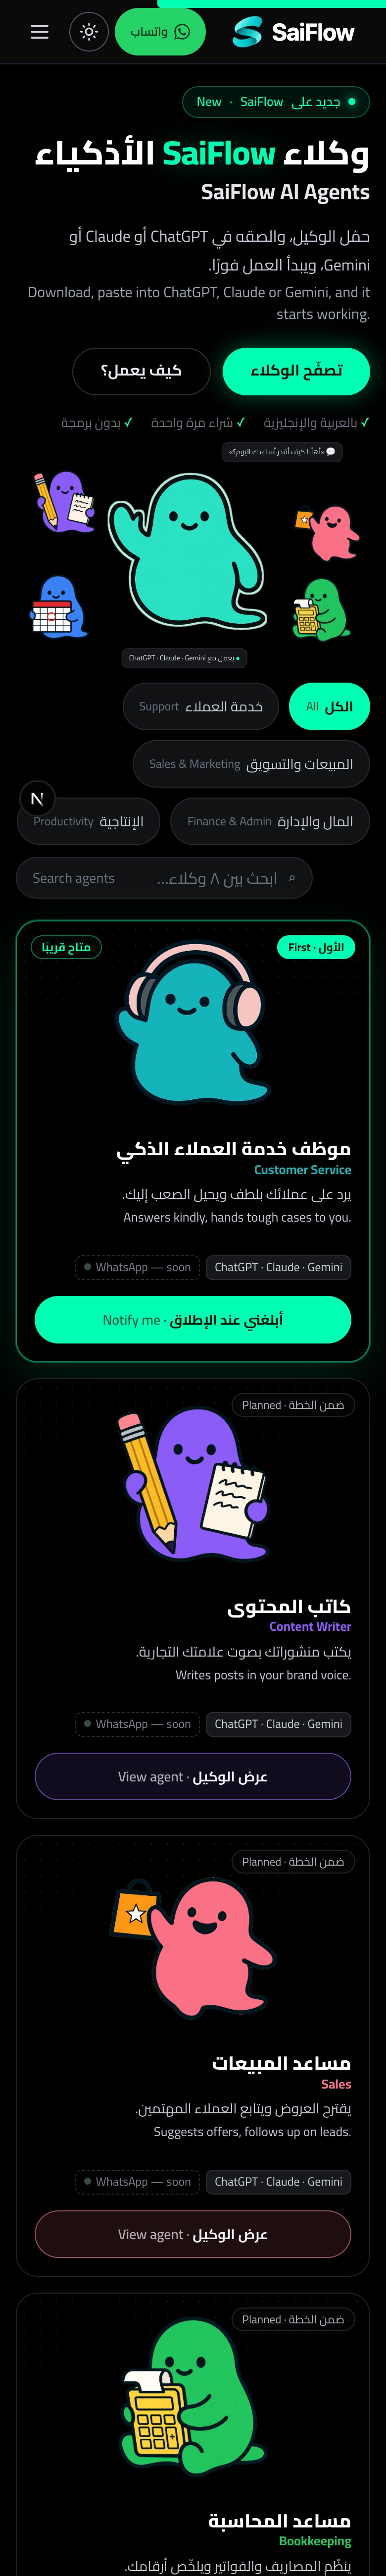 SaiFlow
واتساب
جديد على SaiFlow · New
وكلاء SaiFlow الأذكياء
SaiFlow AI Agents
حمّل الوكيل، والصقه في ChatGPT أو Claude أو
Gemini، ويبدأ العمل فورًا.
Download, paste into ChatGPT, Claude or Gemini, and it
starts working.
تصفّح الوكلاء
كيف يعمل؟
✓ بالعربية والإنجليزية ✓ شراء مرة واحدة ✓ بدون برمجة
💬 «أهلًا! كيف أقدر أساعدك اليوم؟»
● يعمل مع ChatGPT · Claude · Gemini
الكل All
خدمة العملاء Support
المبيعات والتسويق Sales & Marketing
المال والإدارة Finance & Admin
الإنتاجية Productivity
N
ابحث بين ٨ وكلاء… Search agents
الأول · First
متاح قريبًا
موظف خدمة العملاء الذكي
Customer Service
يرد على عملائك بلطف ويحيل الصعب إليك.
Answers kindly, hands tough cases to you.
ChatGPT · Claude · Gemini
WhatsApp — soon
أبلغني عند الإطلاق · Notify me
ضمن الخطة · Planned
كاتب المحتوى
Content Writer
يكتب منشوراتك بصوت علامتك التجارية.
Writes posts in your brand voice.
ChatGPT · Claude · Gemini
WhatsApp — soon
عرض الوكيل · View agent
ضمن الخطة · Planned
مساعد المبيعات
Sales
يقترح العروض ويتابع العملاء المهتمين.
Suggests offers, follows up on leads.
ChatGPT · Claude · Gemini
WhatsApp — soon
عرض الوكيل · View agent
ضمن الخطة · Planned
مساعد المحاسبة
Bookkeeping
ينظّم المصاريف والفواتير ويلخّص أرقامك.